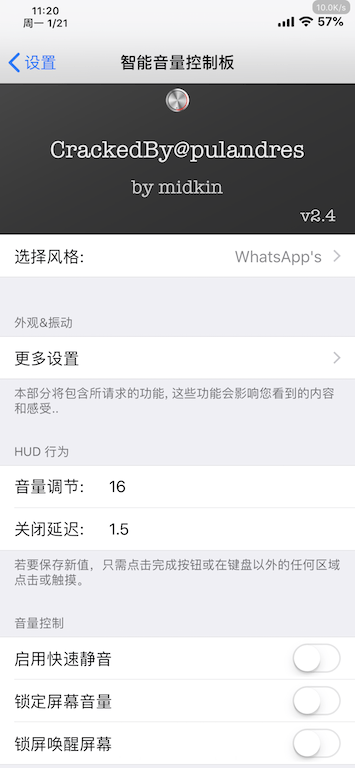 10.0K/s
11:20
周一 1/21
57%
设置
智能音量控制板
CrackedBy@pulandres
by midkin
v2.4
选择风格: WhatsApp's
外观&振动
更多设置
本部分将包含所请求的功能, 这些功能会影响您看到的内容
和感受..
HUD 行为
音量调节: 16
关闭延迟: 1.5
若要保存新值，只需点击完成按钮或在键盘以外的任何区域
点击或触摸。
音量控制
启用快速静音
锁定屏幕音量
锁屏唤醒屏幕